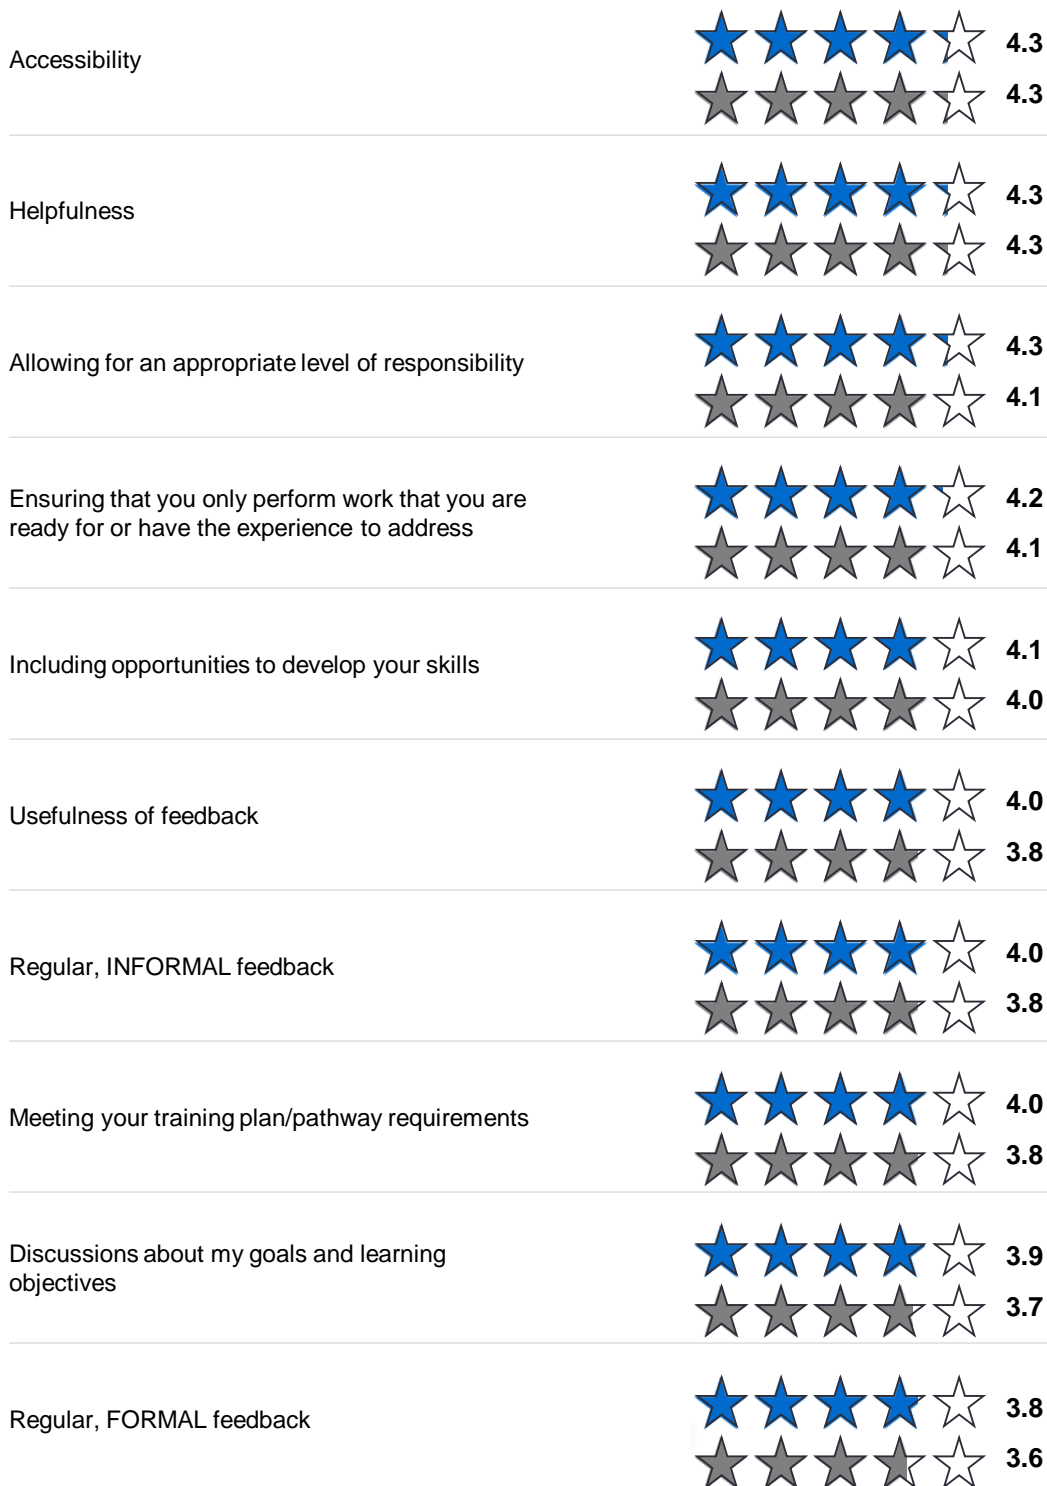 Accessibility
4.3
4.3
Helpfulness
4.3
4.3
Allowing for an appropriate level of responsibility
4.3
4.1
Ensuring that you only perform work that you are
ready for or have the experience to address
4.2
4.1
Including opportunities to develop your skills
4.1
4.0
Usefulness of feedback
4.0
3.8
Regular, INFORMAL feedback
4.0
3.8
Meeting your training plan/pathway requirements
4.0
3.8
Discussions about my goals and learning
objectives
3.9
3.7
Regular, FORMAL feedback
3.8
3.6